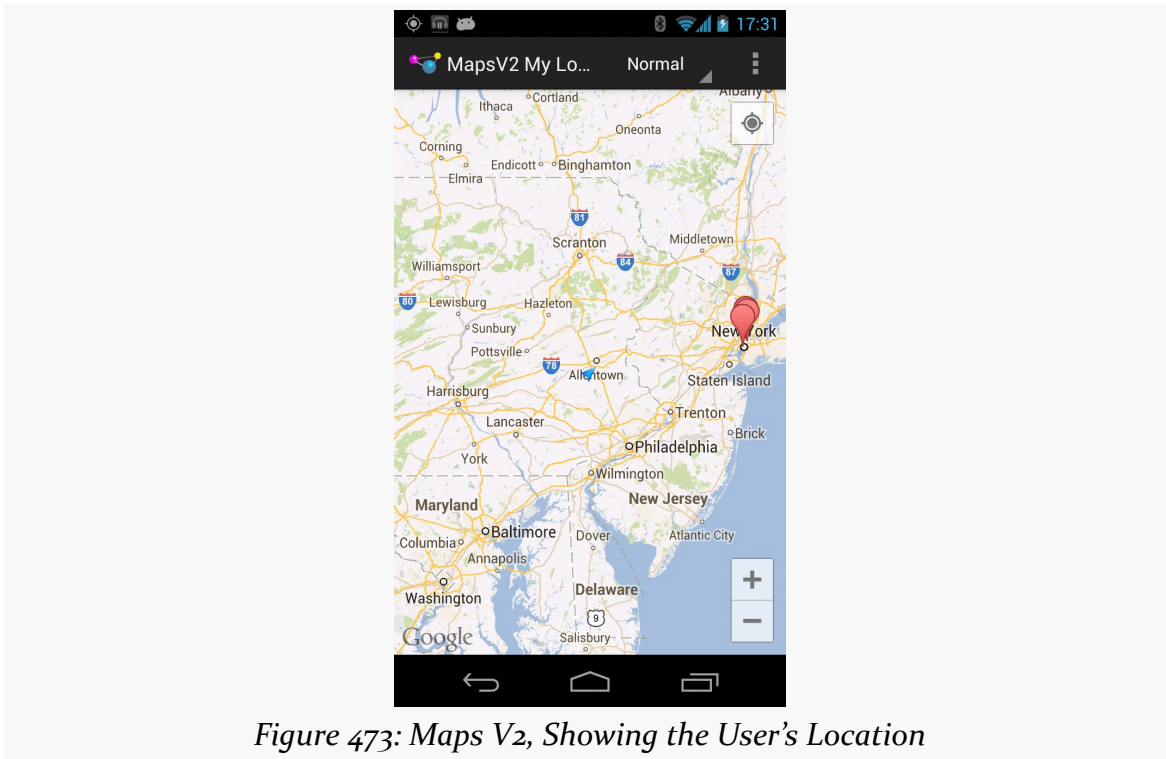 17:31
MapsV2 My Lo...
Normal
Albany
Cortland
Ithaca
Oneonta
Corning
Endicott
Binghamton
Elmira
81
Scranton
Middletown
84
87
Williamsport
80
Lewisburg
Hazleton
Sunbury
New York
Pottsville
78
Allentown
Staten Island
Harrisburg
Trenton
Lancaster
Brick
Philadelphia
York
Wilmington
New Jersey
Maryland
Baltimore
Dover
Atlantic City
Columbia
Annapolis
Delaware
Washington
9
Salisbury
Google
+
−
Figure 473: Maps V2, Showing the User’s Location